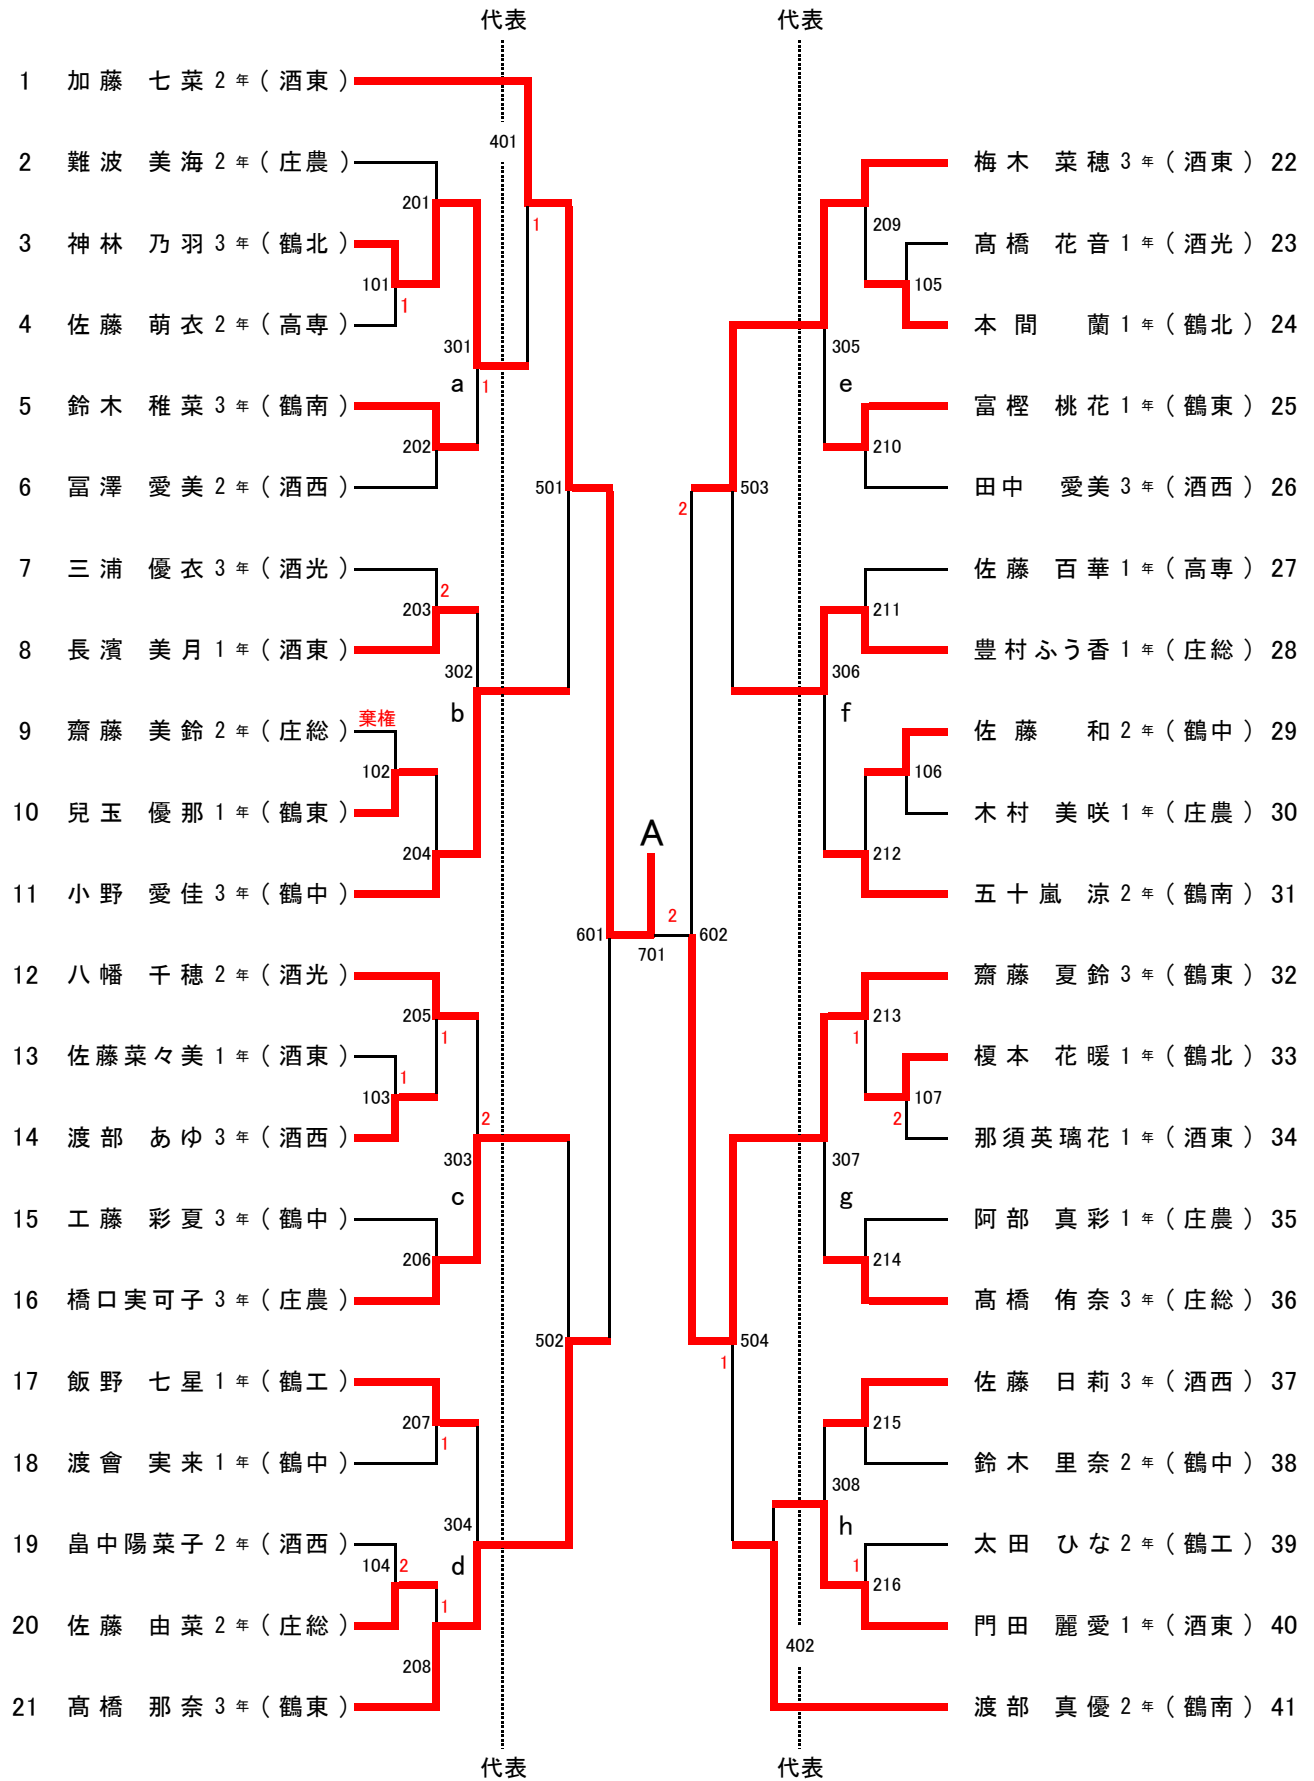 代表 代表
1 加藤 七菜 2 年 ( 酒東 )
401
2 難波 美海 2 年 ( 庄農 )
201
3 神林 乃羽 3 年 ( 鶴北 )
101
1
1
4 佐藤 萌衣 2 年 ( 高専 )
301
a
1
5 鈴木 稚菜 3 年 ( 鶴南 )
202
6 冨澤 愛美 2 年 ( 酒西 )
501
7 三浦 優衣 3 年 ( 酒光 )
2
203
8 長濱 美月 1 年 ( 酒東 )
302
b
9 齋藤 美鈴 2 年 ( 庄総 )
棄権
102
10 兒玉 優那 1 年 ( 鶴東 )
204
11 小野 愛佳 3 年 ( 鶴中 )
601
12 八幡 千穂 2 年 ( 酒光 )
205
1
13 佐藤菜々美 1 年 ( 酒東 )
1
103
14 渡部 あゆ 3 年 ( 酒西 )
2
303
c
15 工藤 彩夏 3 年 ( 鶴中 )
206
16 橋口実可子 3 年 ( 庄農 )
502
17 飯野 七星 1 年 ( 鶴工 )
207
1
18 渡會 実来 1 年 ( 鶴中 )
304
d
19 畠中陽菜子 2 年 ( 酒西 )
104
2
1
20 佐藤 由菜 2 年 ( 庄総 )
208
21 髙橋 那奈 3 年 ( 鶴東 )
A
2
701
梅木 菜穂 3 年 ( 酒東 ) 22
209
髙橋 花音 1 年 ( 酒光 ) 23
105
本間 蘭 1 年 ( 鶴北 ) 24
305
e
富樫 桃花 1 年 ( 鶴東 ) 25
210
田中 愛美 3 年 ( 酒西 ) 26
503
2
佐藤 百華 1 年 ( 高専 ) 27
211
豊村ふう香 1 年 ( 庄総 ) 28
306
f
佐藤 和 2 年 ( 鶴中 ) 29
106
木村 美咲 1 年 ( 庄農 ) 30
212
五十嵐 涼 2 年 ( 鶴南 ) 31
602
齋藤 夏鈴 3 年 ( 鶴東 ) 32
213
1
榎本 花暖 1 年 ( 鶴北 ) 33
107
2
那須英璃花 1 年 ( 酒東 ) 34
307
g
阿部 真彩 1 年 ( 庄農 ) 35
214
髙橋 侑奈 3 年 ( 庄総 ) 36
504
1
佐藤 日莉 3 年 ( 酒西 ) 37
215
鈴木 里奈 2 年 ( 鶴中 ) 38
308
h
太田 ひな 2 年 ( 鶴工 ) 39
1
216
門田 麗愛 1 年 ( 酒東 ) 40
402
渡部 真優 2 年 ( 鶴南 ) 41
代表 代表